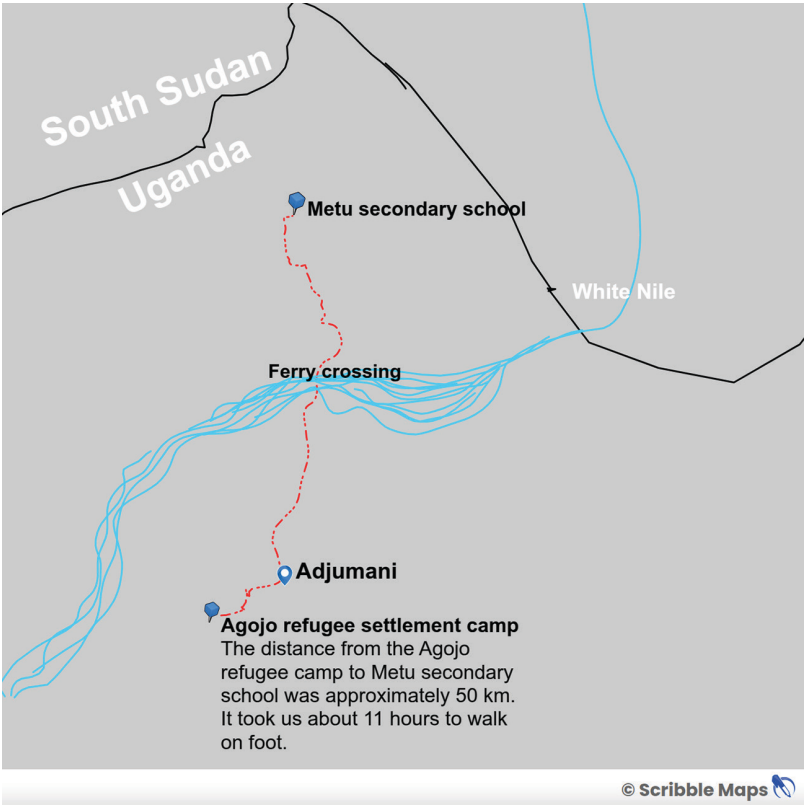 South Sudan
Uganda
Metu secondary school
White Nile
Ferry crossing
Adjumani
Agojo refugee settlement camp
The distance from the Agojo
refugee camp to Metu secondary
school was approximately 50 km.
It took us about 11 hours to walk
on foot.
© Scribble Maps